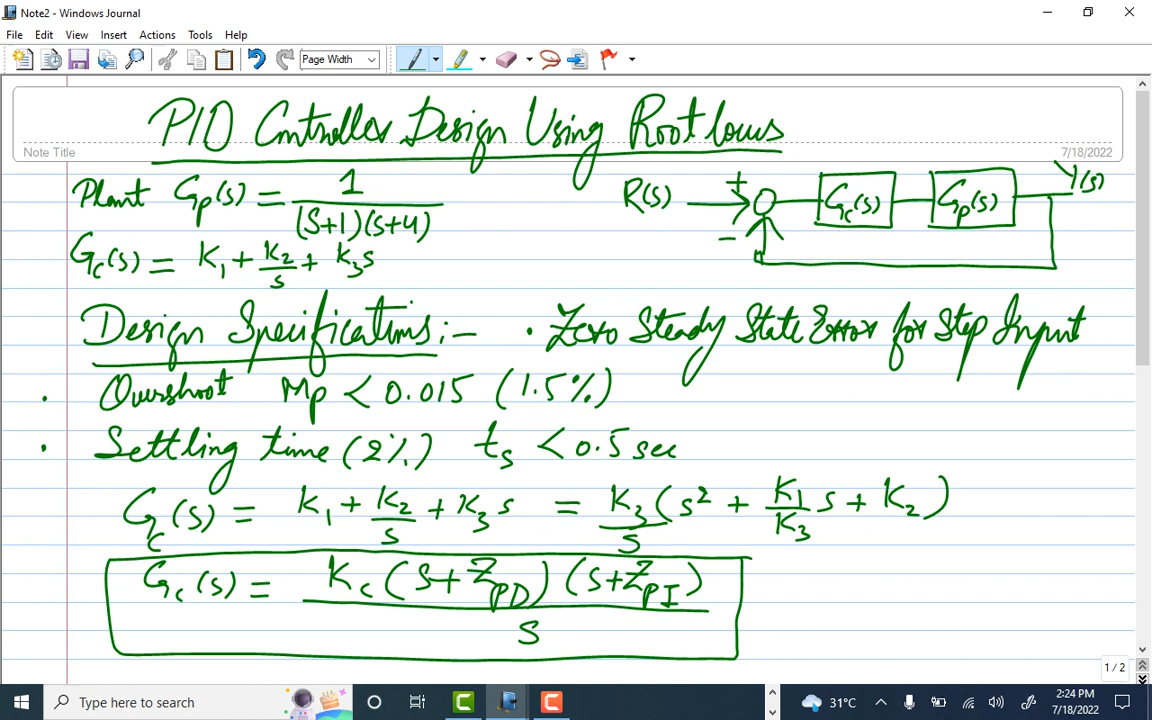 Note2 - Windows Journal
File Edit View Insert Actions Tools Help
Page Width
PID Controller Design Using Root locus
Note Title
7/18/2022
Plant Gp(s) = 1/((S+1)(S+4))
R(s) + - Gc(s) Gp(s) Y(s)
Gc(s) = K1 + K2/s + K3s
Design Specifications :- · Zero Steady State Error for Step Input
· Overshoot Mp < 0.015 (1.5%)
· Settling time (2%) ts < 0.5 sec
Gc(s) = K1 + K2/s + K3 s = K3/s (s² + K1/K3 s + K2)
Gc(s) = Kc (s+ZPD) (s+ZPI) / s
1 / 2
Type here to search
31°C
2:24 PM
7/18/2022